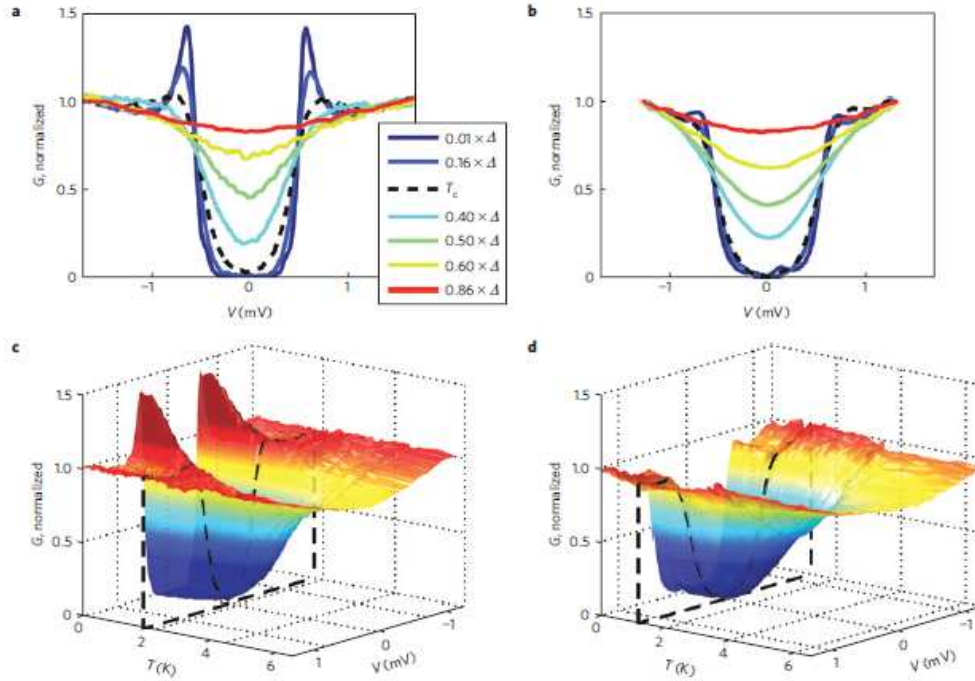 a
1.5
1.0
0.5
0
G, normalized
-1
0
1
V (mV)
0.01 × Δ
0.16 × Δ
Tc
0.40 × Δ
0.50 × Δ
0.60 × Δ
0.86 × Δ
b
1.5
1.0
0.5
0
G, normalized
-1
0
1
V (mV)
c
1.5
1.0
0.5
0
G, normalized
0
2
4
6
T (K)
1
0
-1
V (mV)
d
1.5
1.0
0.5
0
G, normalized
0
2
4
6
T (K)
1
0
-1
V (mV)